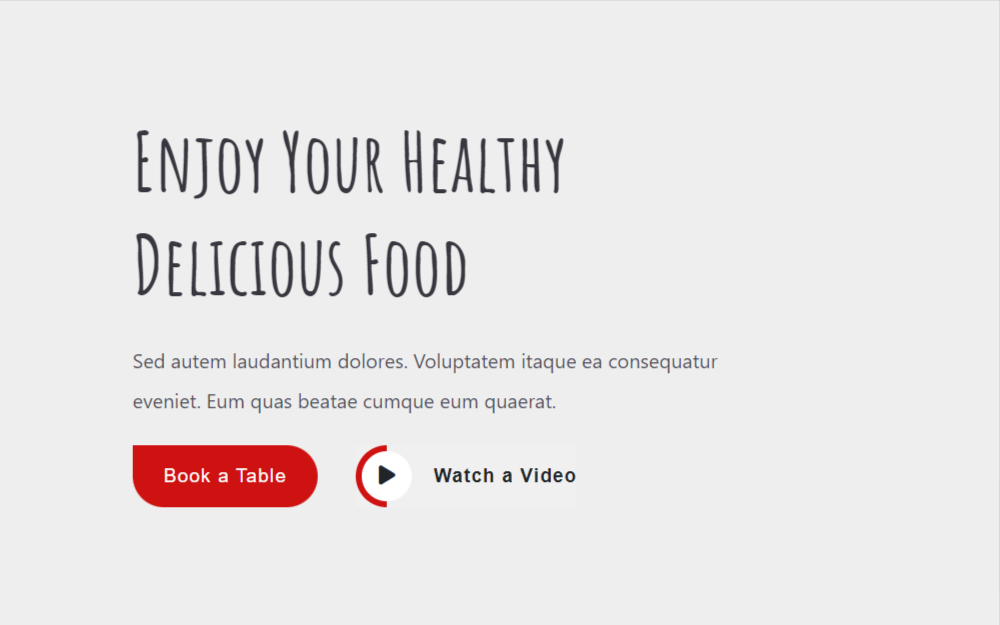 Enjoy Your Healthy
Delicious Food
Sed autem laudantium dolores. Voluptatem itaque ea consequatur
eveniet. Eum quas beatae cumque eum quaerat.
Book a Table
Watch a Video